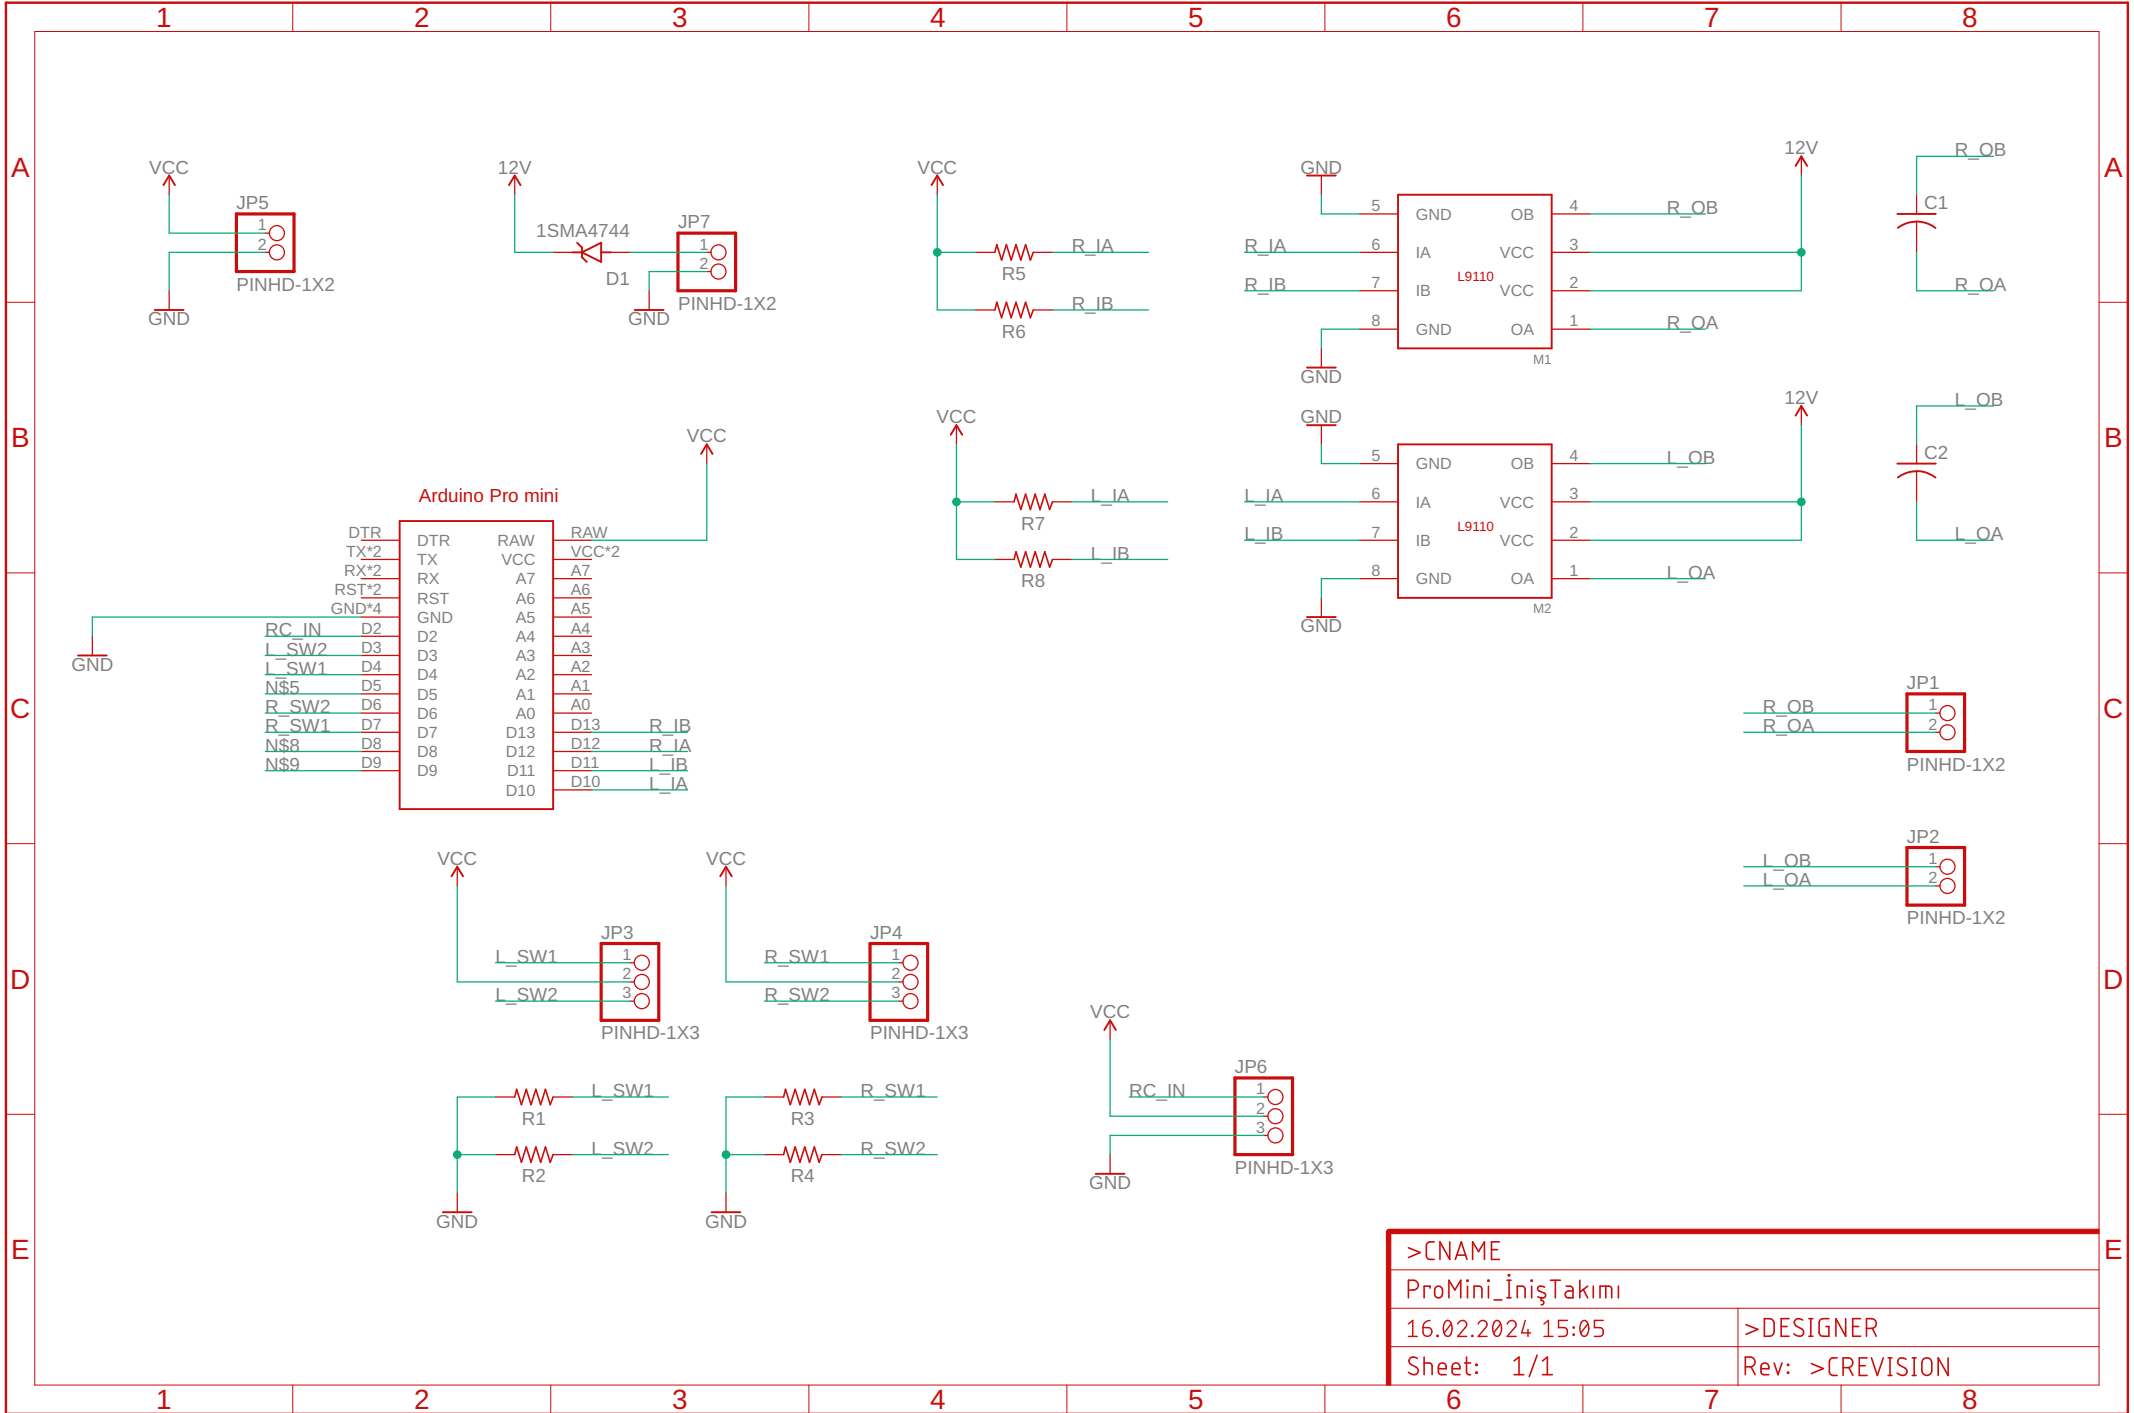 1 2 3 4 5 6 7 8
A A
VCC
JP5
1
2
PINHD-1X2
GND
12V
1SMA4744
D1
JP7
1
2
PINHD-1X2
GND
VCC
R5 R_IA
R6 R_IB
GND
R_IA
R_IB
5 GND OB 4 R_OB
6 IA VCC 3
7 IB VCC 2
8 GND OA 1 R_OA
L9110
M1
GND
12V
R_OB
C1
R_OA
B B
VCC
R7 L_IA
R8 L_IB
GND
L_IA
L_IB
5 GND OB 4 L_OB
6 IA VCC 3
7 IB VCC 2
8 GND OA 1 L_OA
L9110
M2
GND
12V
L_OB
C2
L_OA
VCC
Arduino Pro mini
DTR DTR RAW RAW
TX*2 TX VCC VCC*2
RX*2 RX A7 A7
RST*2 RST A6 A6
GND*4 GND A5 A5
RC_IN D2 D2 A4 A4
L_SW2 D3 D3 A3 A3
L_SW1 D4 D4 A2 A2
N$5 D5 D5 A1 A1
R_SW2 D6 D6 A0 A0
R_SW1 D7 D7 D13 D13 R_IB
N$8 D8 D8 D12 D12 R_IA
N$9 D9 D9 D11 D11 L_IB
D10 D10 L_IA
GND
C C
JP1
R_OB 1
R_OA 2
PINHD-1X2
JP2
L_OB 1
L_OA 2
PINHD-1X2
D D
VCC
JP3
L_SW1 1
2
L_SW2 3
PINHD-1X3
VCC
JP4
R_SW1 1
2
R_SW2 3
PINHD-1X3
R1 L_SW1
R2 L_SW2
GND
R3 R_SW1
R4 R_SW2
GND
VCC
JP6
RC_IN 1
2
3
PINHD-1X3
GND
E E
>CNAME
ProMini_İnişTakımı
16.02.2024 15:05 >DESIGNER
Sheet: 1/1 Rev: >CREVISION
1 2 3 4 5 6 7 8